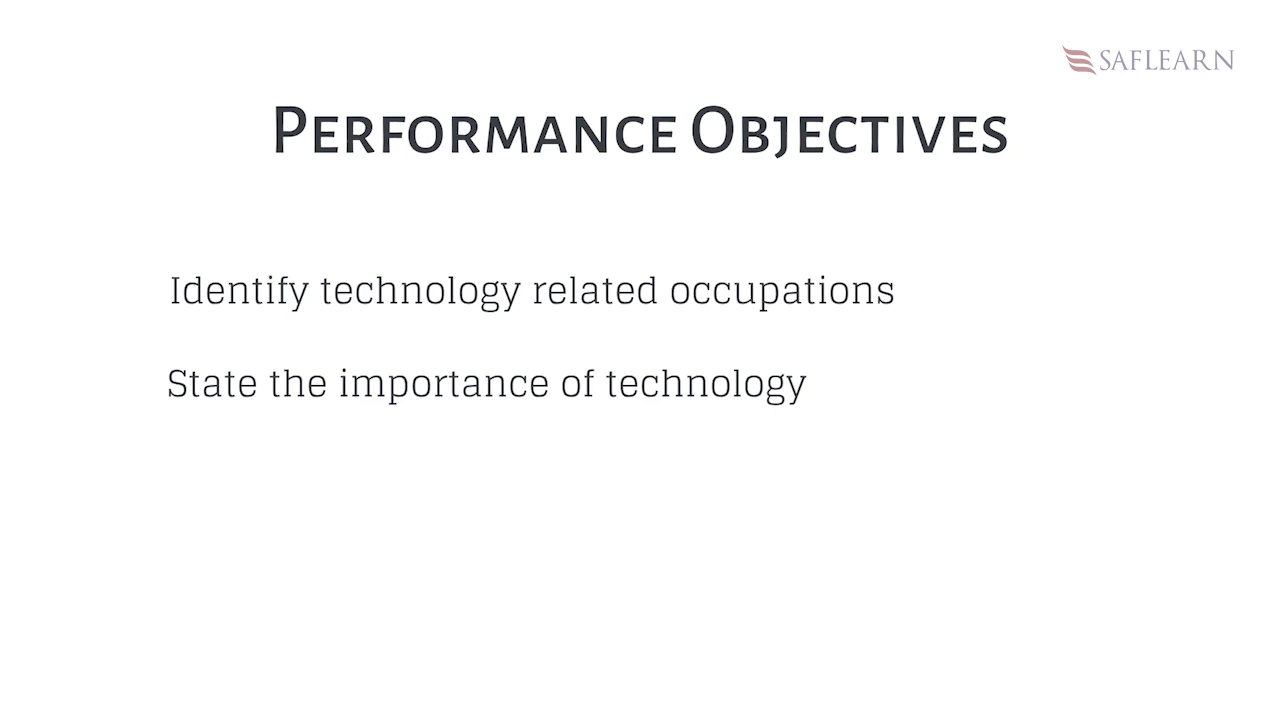 SAFLEARN
Performance Objectives
Identify technology related occupations
State the importance of technology